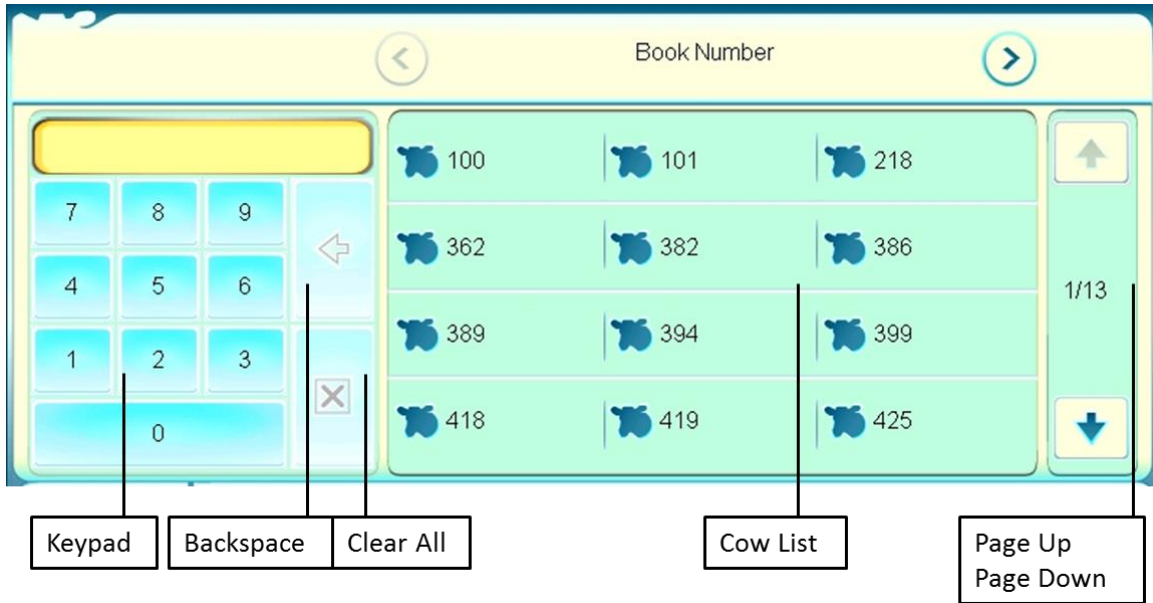 Book Number
100 101 218
7 8 9
362 382 386
4 5 6
1/13
389 394 399
1 2 3
418 419 425
0
Keypad Backspace Clear All Cow List Page Up
Page Down